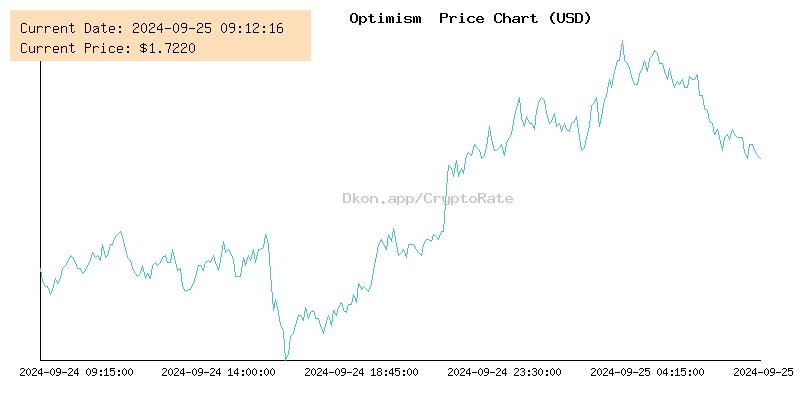 Optimism  Price Chart (USD)
Current Date: 2024-09-25 09:12:16
Current Price: $1.7220
Dkon.app/CryptoRate
2024-09-24 09:15:00 2024-09-24 14:00:00 2024-09-24 18:45:00 2024-09-24 23:30:00 2024-09-25 04:15:00 2024-09-25